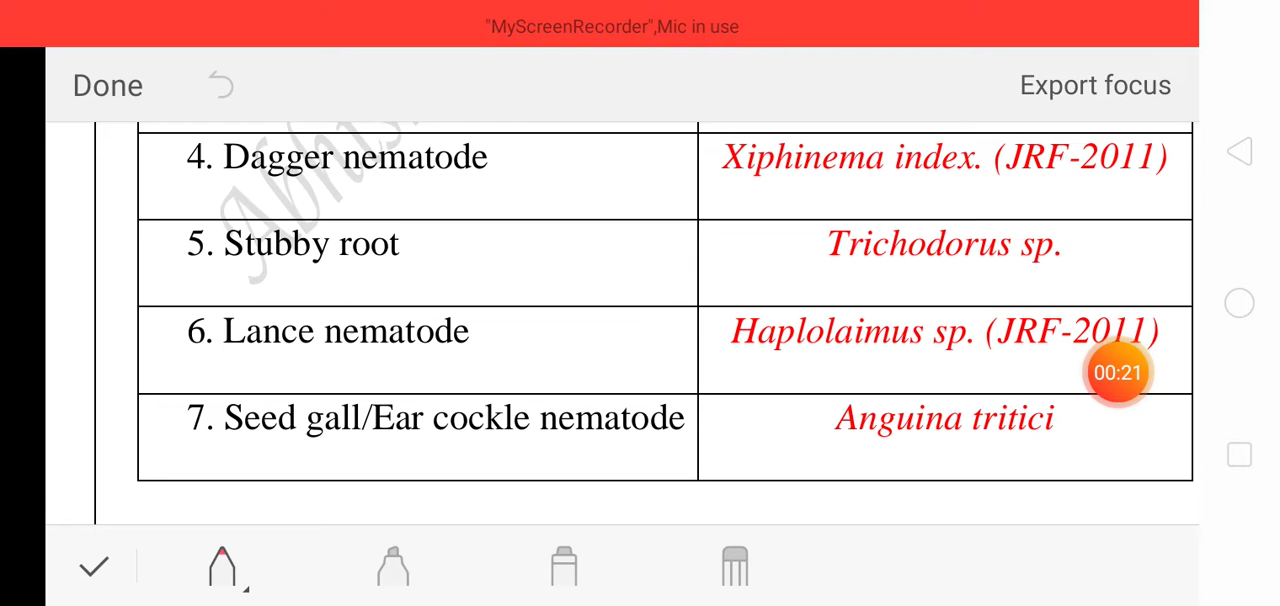 "MyScreenRecorder",Mic in use
Done
Export focus
Abhis
4. Dagger nematode Xiphinema index. (JRF-2011)
5. Stubby root Trichodorus sp.
6. Lance nematode Haplolaimus sp. (JRF-2011)
00:21
7. Seed gall/Ear cockle nematode Anguina tritici